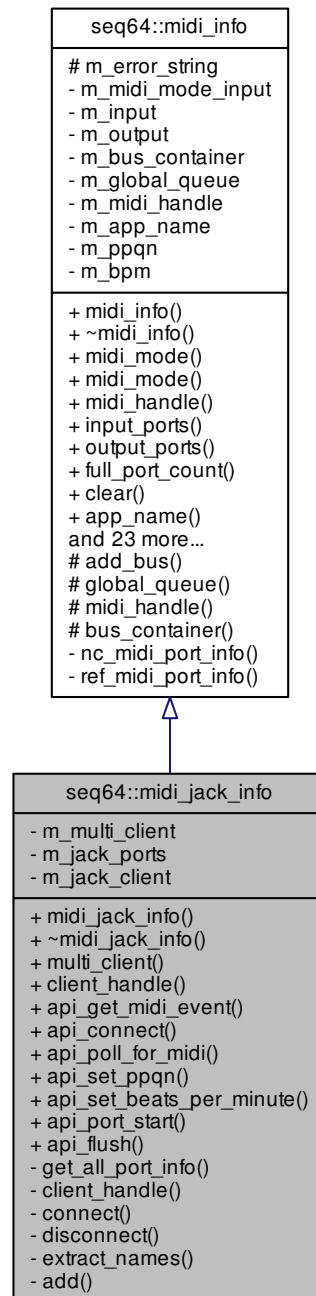 seq64::midi_info
# m_error_string
- m_midi_mode_input
- m_input
- m_output
- m_bus_container
- m_global_queue
- m_midi_handle
- m_app_name
- m_ppqn
- m_bpm
+ midi_info()
+ ~midi_info()
+ midi_mode()
+ midi_mode()
+ midi_handle()
+ input_ports()
+ output_ports()
+ full_port_count()
+ clear()
+ app_name()
and 23 more...
# add_bus()
# global_queue()
# midi_handle()
# bus_container()
- nc_midi_port_info()
- ref_midi_port_info()
seq64::midi_jack_info
- m_multi_client
- m_jack_ports
- m_jack_client
+ midi_jack_info()
+ ~midi_jack_info()
+ multi_client()
+ client_handle()
+ api_get_midi_event()
+ api_connect()
+ api_poll_for_midi()
+ api_set_ppqn()
+ api_set_beats_per_minute()
+ api_port_start()
+ api_flush()
- get_all_port_info()
- client_handle()
- connect()
- disconnect()
- extract_names()
- add()